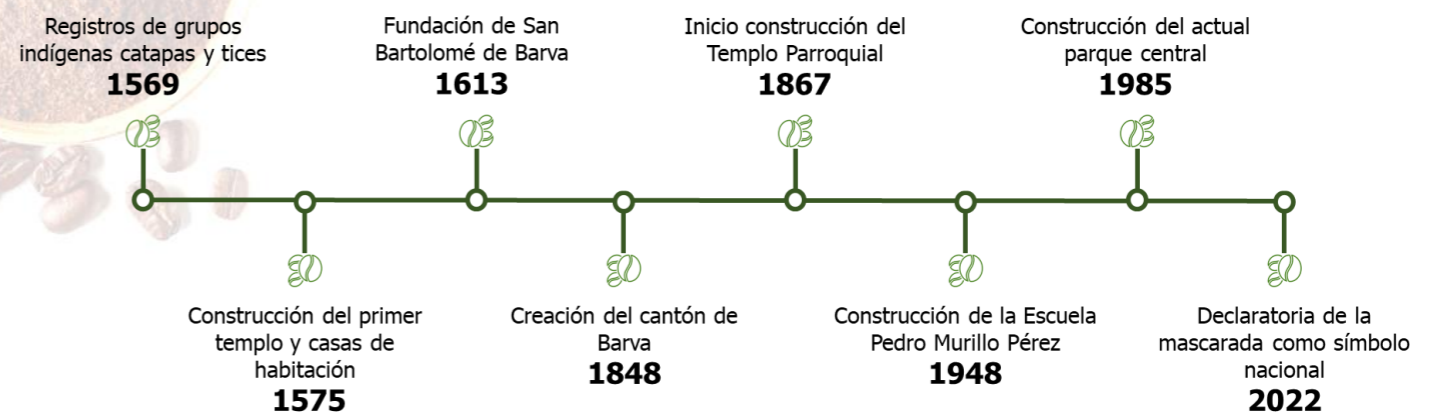 Registros de grupos
indígenas catapas y tices
1569
Construcción del primer
templo y casas de
habitación
1575
Fundación de San
Bartolomé de Barva
1613
Creación del cantón de
Barva
1848
Inicio construcción del
Templo Parroquial
1867
Construcción de la Escuela
Pedro Murillo Pérez
1948
Construcción del actual
parque central
1985
Declaratoria de la
mascarada como símbolo
nacional
2022